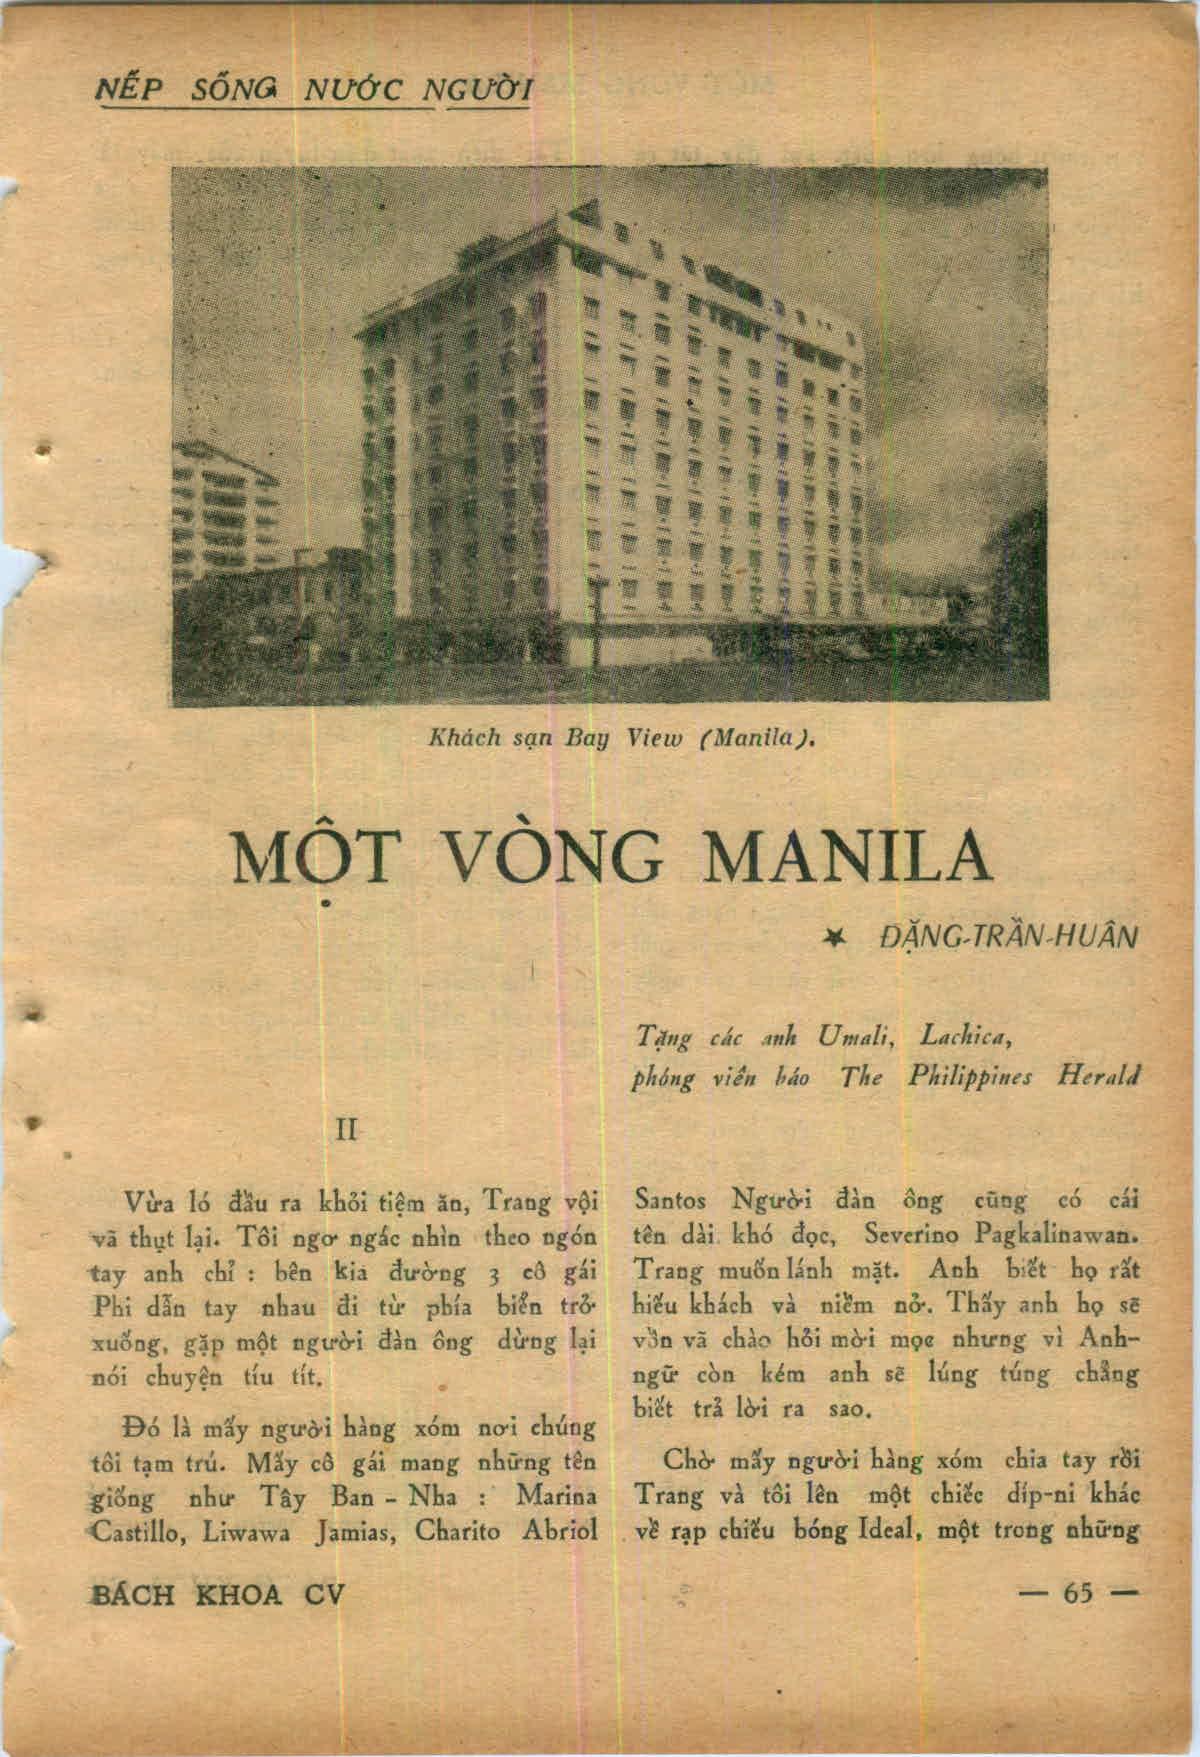 NẾP SỐNG NƯỚC NGƯỜI
Khách sạn Bay View (Manila).
MỘT VÒNG MANILA
★ ĐẶNG-TRẦN-HUÂN
Tặng các anh Umali, Lachica,
phóng viên báo The Philippines Herald
II
Vừa ló đầu ra khỏi tiệm ăn, Trang vội
vã thụt lại. Tôi ngơ ngác nhìn theo ngón
tay anh chỉ : bên kia đường 3 cô gái
Phi dẫn tay nhau đi từ phía biển trở
xuống, gặp một người đàn ông dừng lại
nói chuyện tíu tít.
Đó là mấy người hàng xóm nơi chúng
tôi tạm trú. Mấy cô gái mang những tên
giống như Tây Ban - Nha : Marina
Castillo, Liwawa Jamias, Charito Abriol
Santos Người đàn ông cũng có cái
tên dài khó đọc, Severino Pagkalinawan.
Trang muốn lánh mặt. Anh biết họ rất
hiếu khách và niềm nở. Thấy anh họ sẽ
vồn vã chào hỏi mời mọc nhưng vì Anh-
ngữ còn kém anh sẽ lúng túng chẳng
biết trả lời ra sao.
Chờ mấy người hàng xóm chia tay rồi
Trang và tôi lên một chiếc díp-ni khác
về rạp chiếu bóng Ideal, một trong những
BÁCH KHOA CV
— 65 —